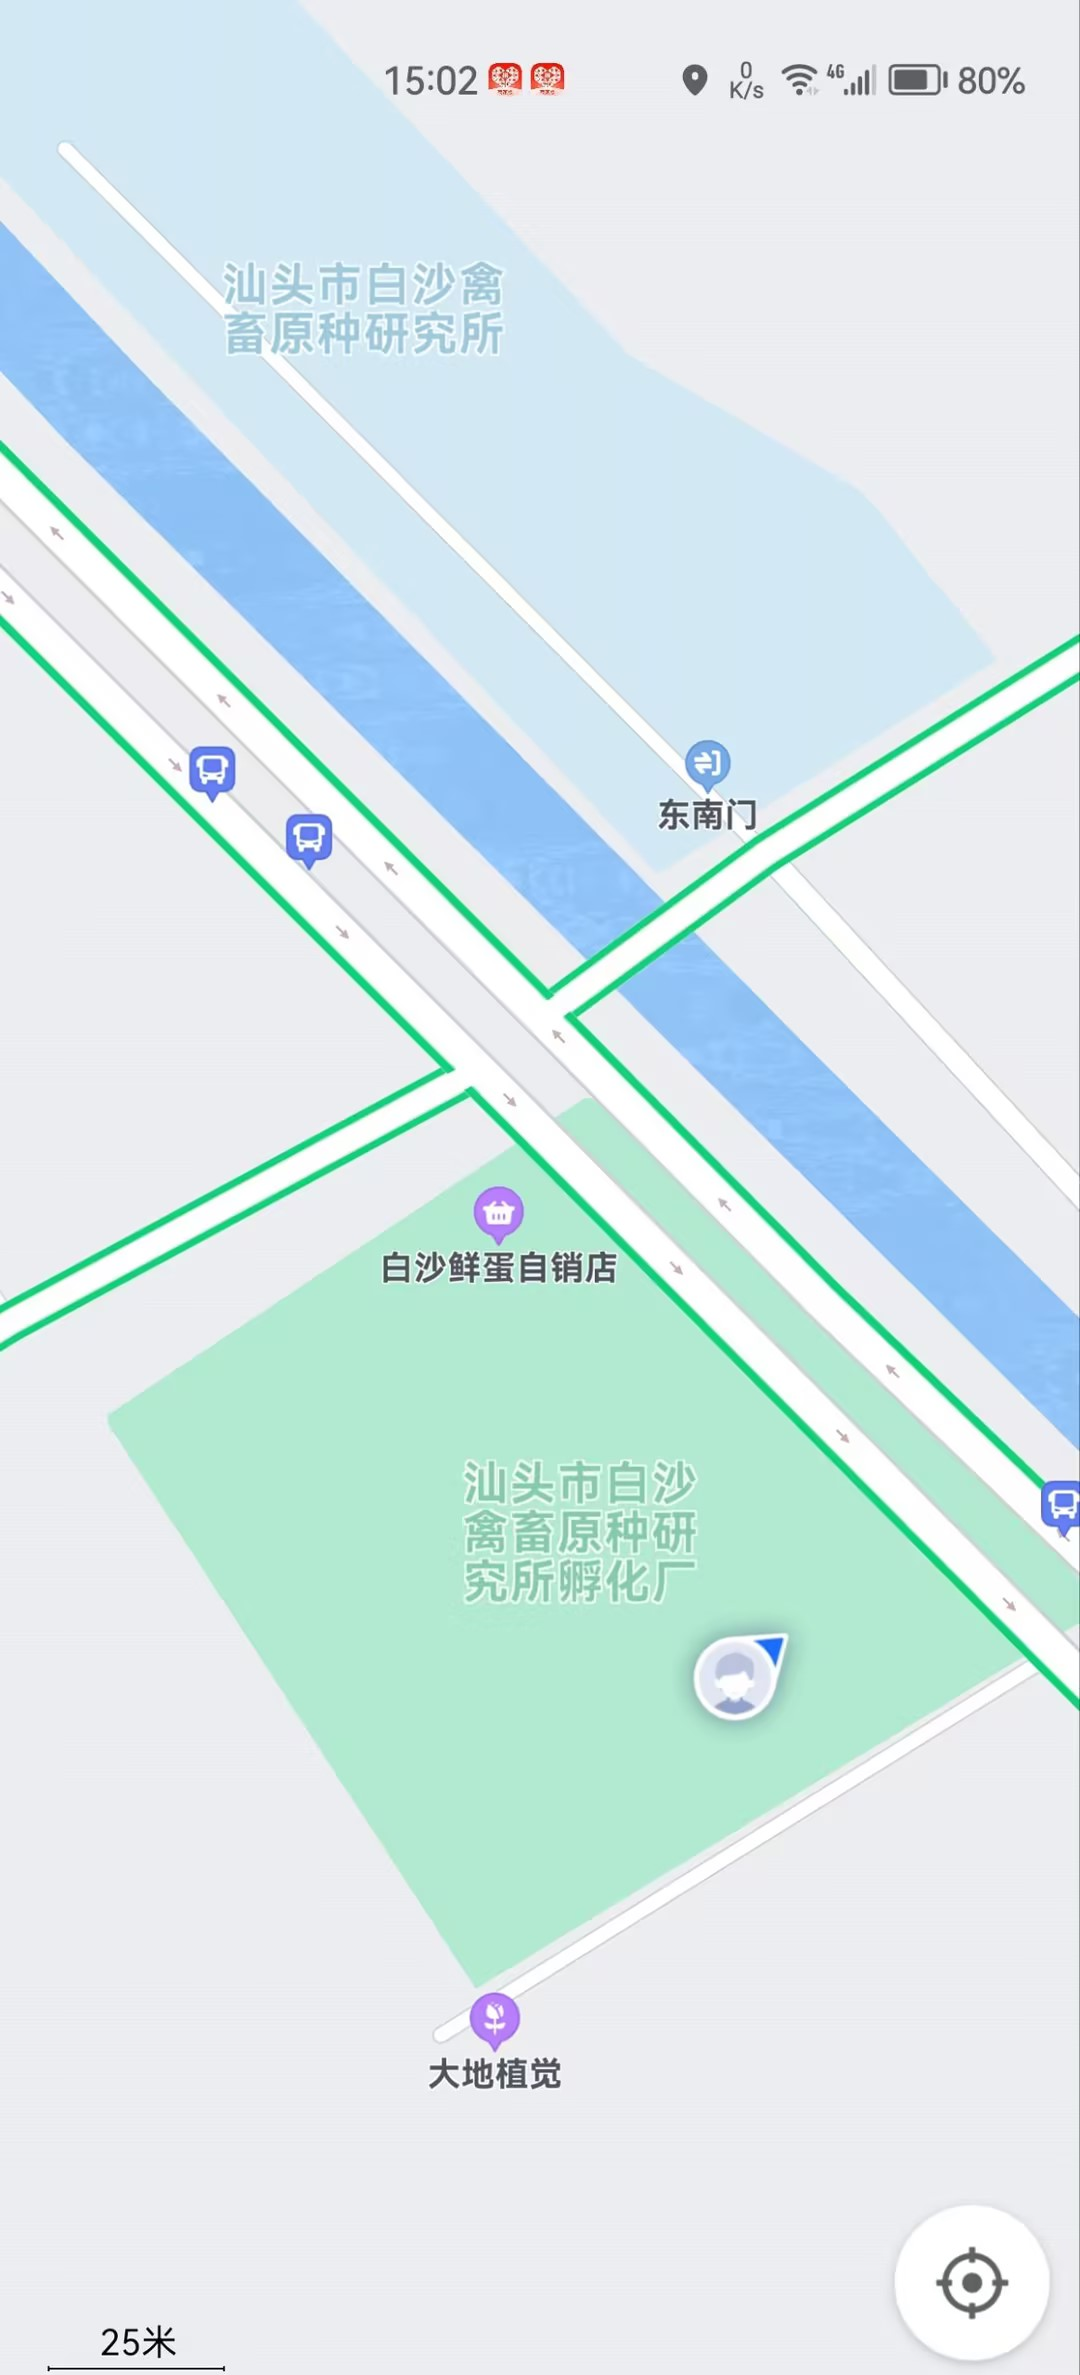 15:02
0
K/s
4G
80%
汕头市白沙禽
畜原种研究所
东南门
白沙鲜蛋自销店
汕头市白沙
禽畜原种研
究所孵化厂
大地植觉
25米